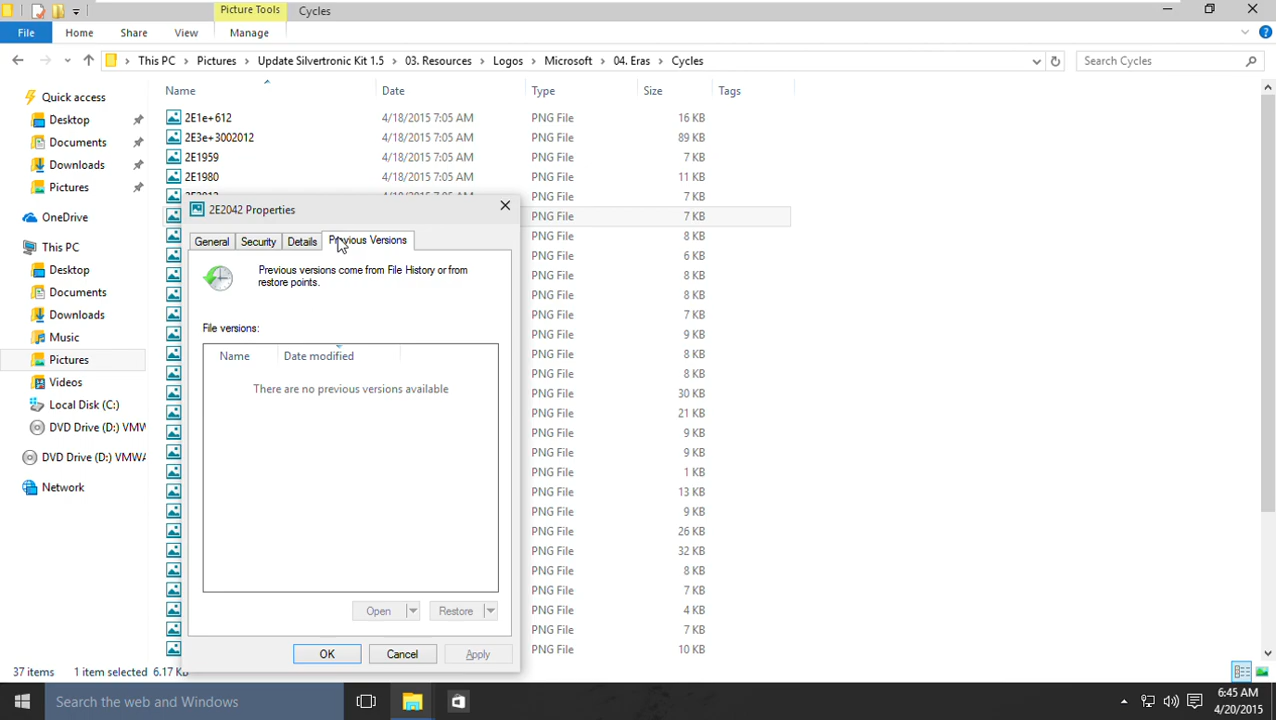 Picture Tools
Cycles
File
Home
Share
View
Manage
This PC
Pictures
Update Silvertronic Kit 1.5
03. Resources
Logos
Microsoft
04. Eras
Cycles
Search Cycles
Name
Date
Type
Size
Tags
Quick access
Desktop
Documents
Downloads
Pictures
OneDrive
This PC
Desktop
Documents
Downloads
Music
Pictures
Videos
Local Disk (C:)
DVD Drive (D:) VMW
DVD Drive (D:) VMWA
Network
2E1e+612 4/18/2015 7:05 AM PNG File 16 KB
2E3e+3002012 4/18/2015 7:05 AM PNG File 89 KB
2E1959 4/18/2015 7:05 AM PNG File 7 KB
2E1980 4/18/2015 7:05 AM PNG File 11 KB
2E2012 4/18/2015 7:05 AM PNG File 7 KB
PNG File 7 KB
PNG File 8 KB
PNG File 6 KB
PNG File 8 KB
PNG File 8 KB
PNG File 7 KB
PNG File 9 KB
PNG File 8 KB
PNG File 8 KB
PNG File 30 KB
PNG File 21 KB
PNG File 9 KB
PNG File 9 KB
PNG File 1 KB
PNG File 13 KB
PNG File 9 KB
PNG File 26 KB
PNG File 32 KB
PNG File 8 KB
PNG File 7 KB
PNG File 4 KB
PNG File 7 KB
PNG File 10 KB
2E2042 Properties
General
Security
Details
Previous Versions
Previous versions come from File History or from
restore points.
File versions:
Name
Date modified
There are no previous versions available
Open
Restore
OK
Cancel
Apply
37 items
1 item selected 6.17 KB
Search the web and Windows
6:45 AM
4/20/2015